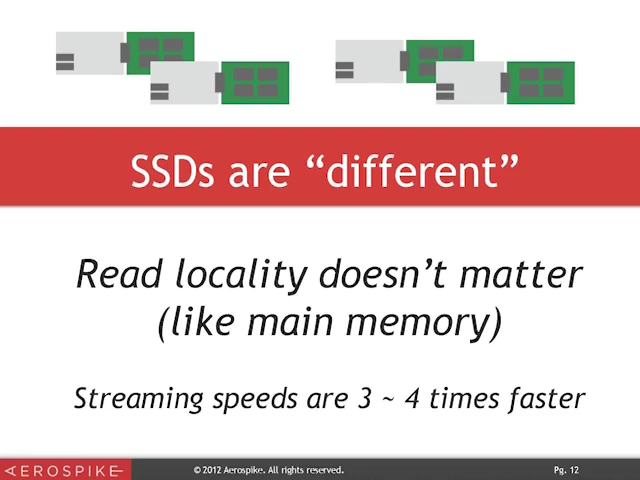 SSDs are “different”
Read locality doesn’t matter
(like main memory)
Streaming speeds are 3 ~ 4 times faster
AEROSPIKE
© 2012 Aerospike. All rights reserved.
Pg. 12